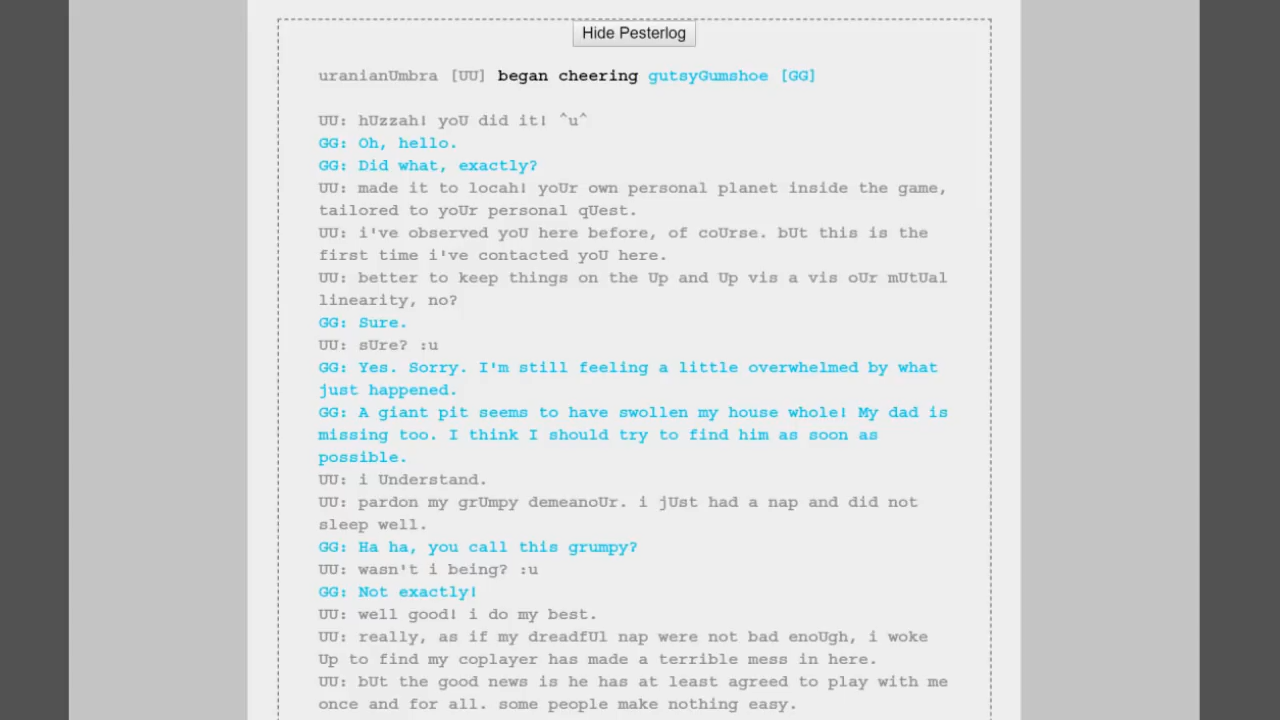 Hide Pesterlog
uranianUmbra [UU] began cheering gutsyGumshoe [GG]
UU: hUzzah! yoU did it! ^u^
GG: Oh, hello.
GG: Did what, exactly?
UU: made it to locah! yoUr own personal planet inside the game,
tailored to yoUr personal qUest.
UU: i've observed yoU here before, of coUrse. bUt this is the
first time i've contacted yoU here.
UU: better to keep things on the Up and Up vis a vis oUr mUtUal
linearity, no?
GG: Sure.
UU: sUre? :u
GG: Yes. Sorry. I'm still feeling a little overwhelmed by what
just happened.
GG: A giant pit seems to have swollen my house whole! My dad is
missing too. I think I should try to find him as soon as
possible.
UU: i Understand.
UU: pardon my grUmpy demeanoUr. i jUst had a nap and did not
sleep well.
GG: Ha ha, you call this grumpy?
UU: wasn't i being? :u
GG: Not exactly!
UU: well good! i do my best.
UU: really, as if my dreadfUl nap were not bad enoUgh, i woke
Up to find my coplayer has made a terrible mess in here.
UU: bUt the good news is he has at least agreed to play with me
once and for all. some people make nothing easy.